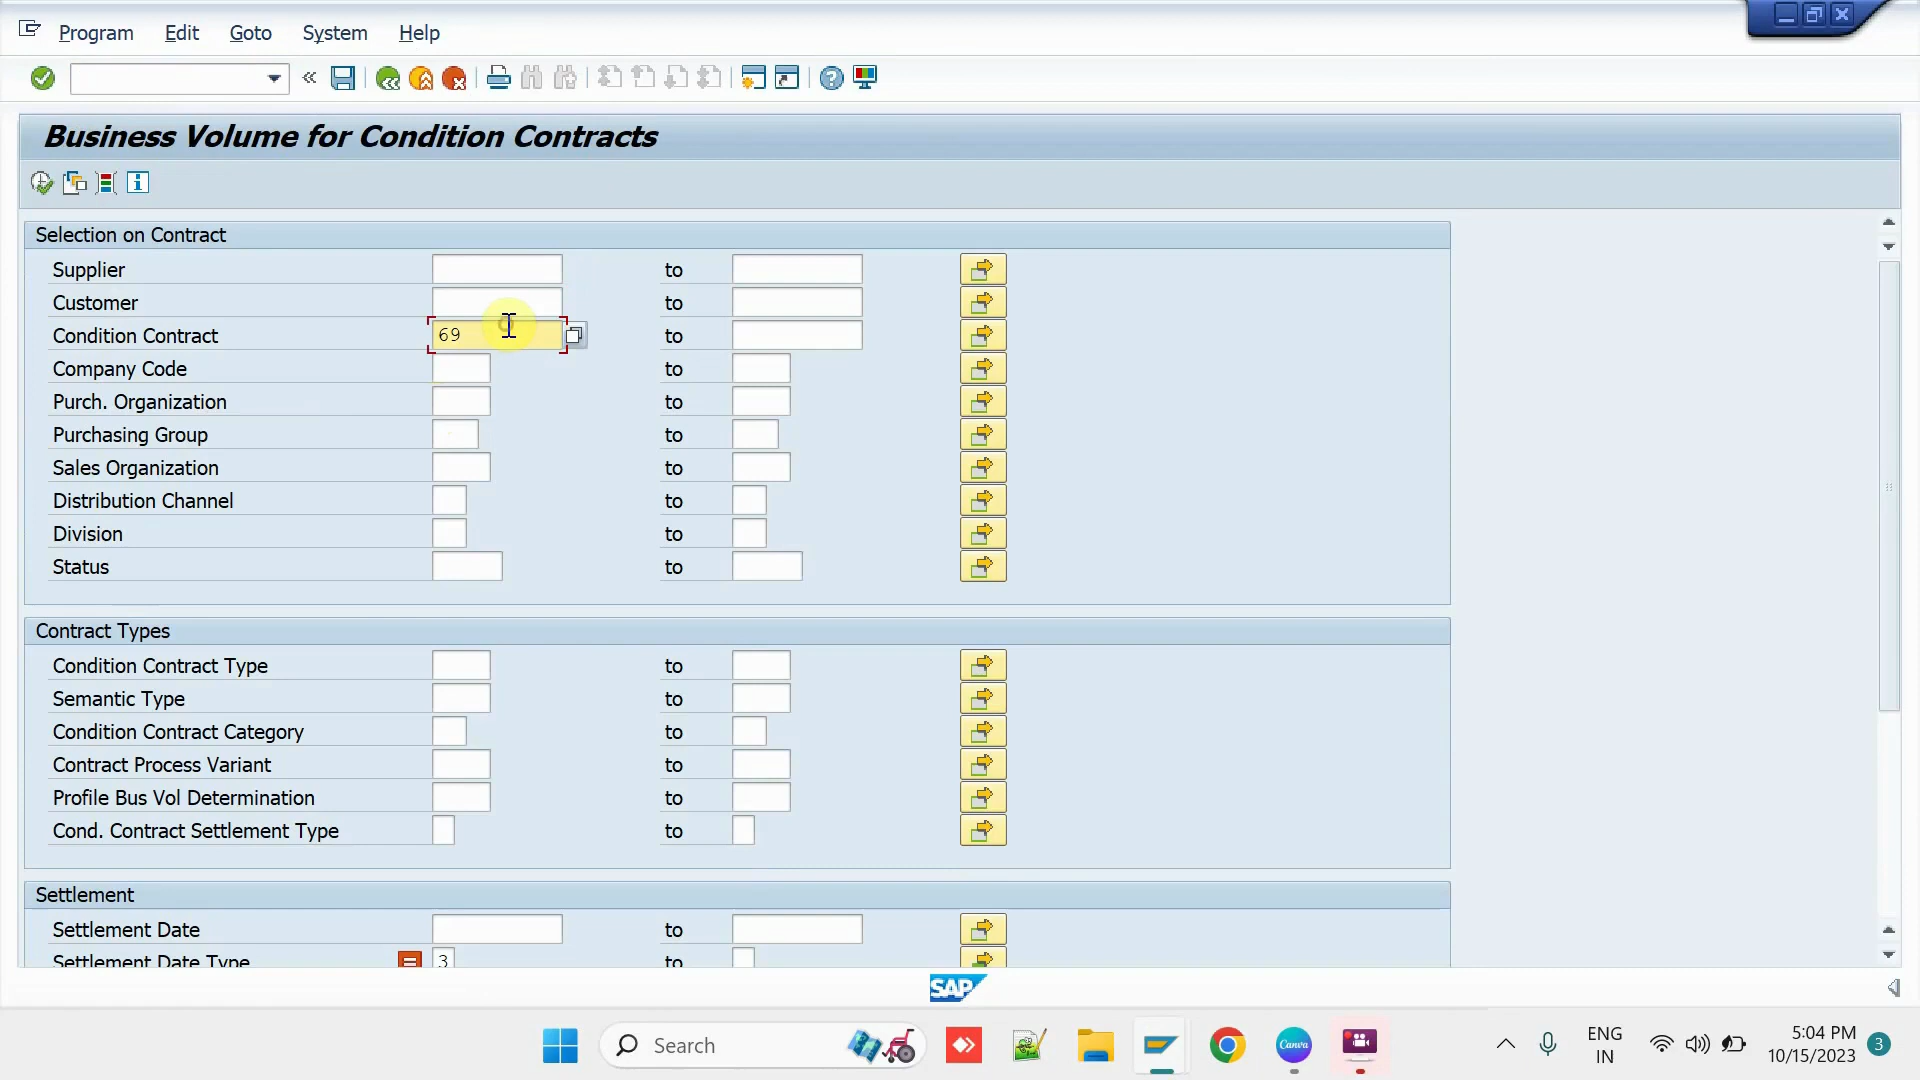 Program Edit Goto System Help
Business Volume for Condition Contracts
Selection on Contract
Supplier to
Customer to
Condition Contract 69 to
Company Code to
Purch. Organization to
Purchasing Group to
Sales Organization to
Distribution Channel to
Division to
Status to
Contract Types
Condition Contract Type to
Semantic Type to
Condition Contract Category to
Contract Process Variant to
Profile Bus Vol Determination to
Cond. Contract Settlement Type to
Settlement
Settlement Date to
Settlement Date Type 3 to
SAP
Search
Canva
ENG
IN
5:04 PM
10/15/2023
3